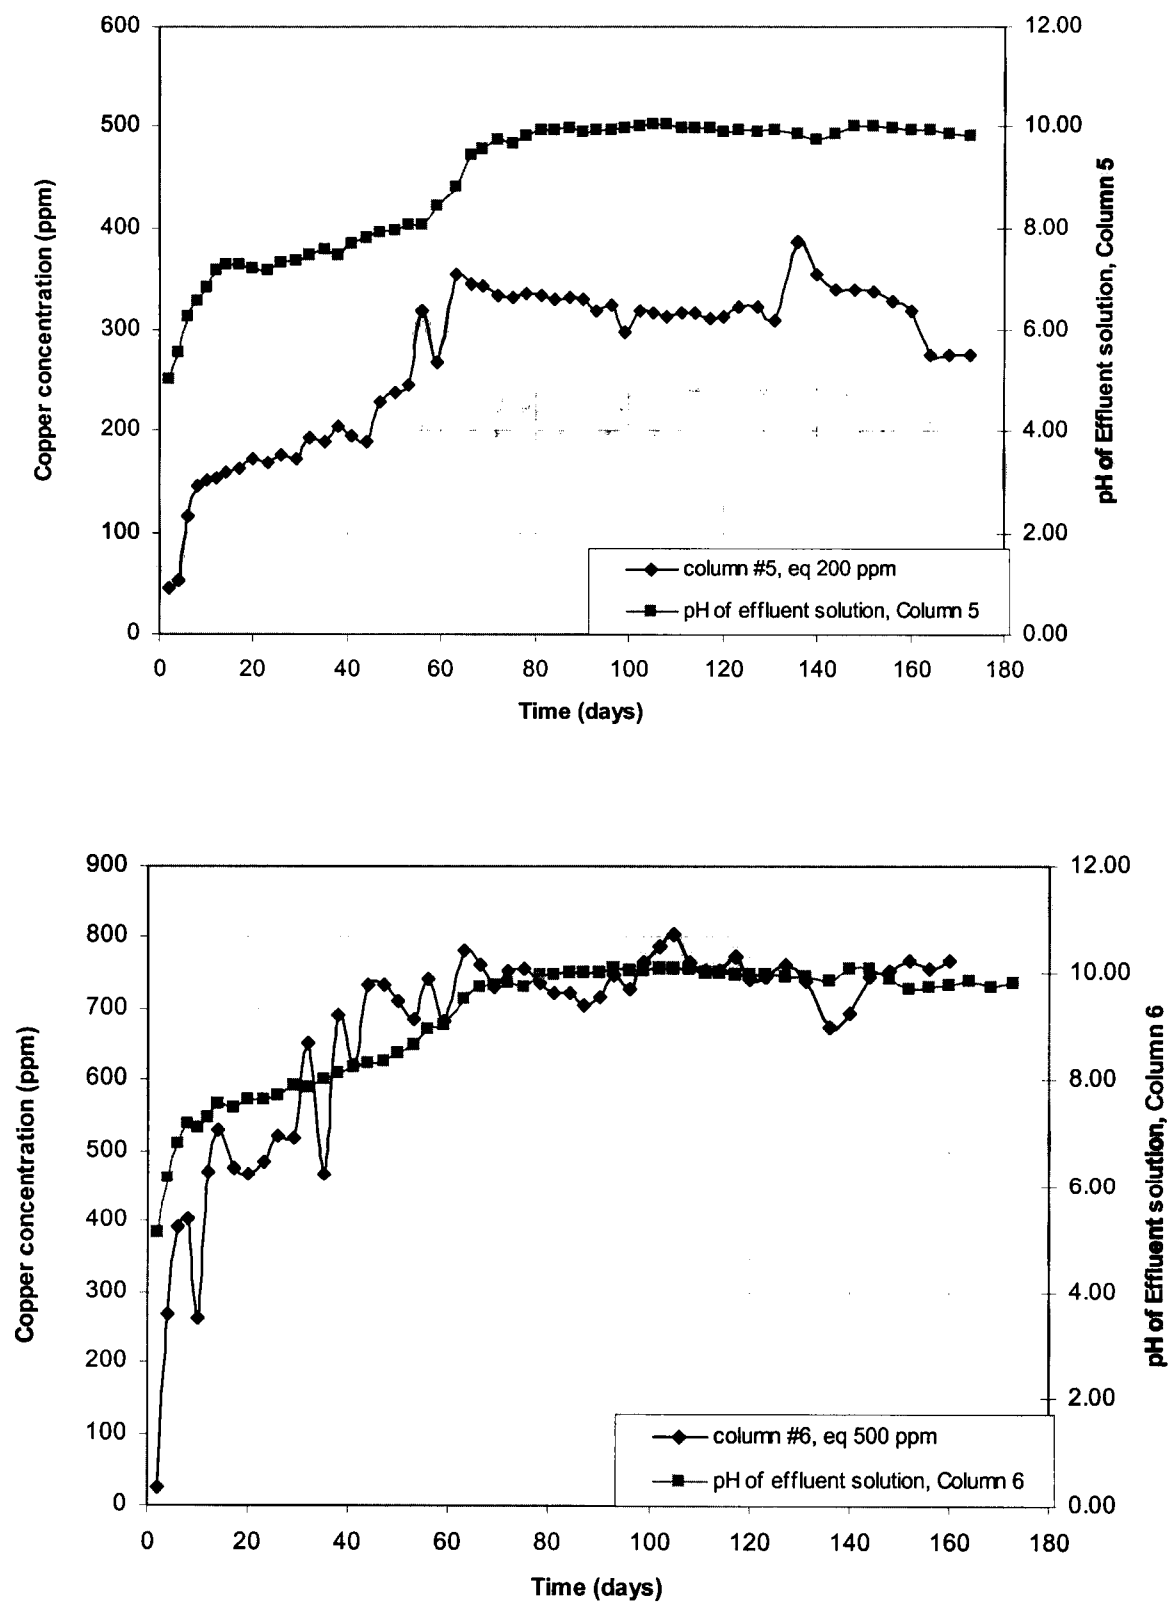 600
500
400
300
200
100
0
12.00
10.00
8.00
6.00
4.00
2.00
0.00
Copper concentration (ppm)
pH of Effluent solution, Column 5
column #5, eq 200 ppm
pH of effluent solution, Column 5
0 20 40 60 80 100 120 140 160 180
Time (days)
900
800
700
600
500
400
300
200
100
0
12.00
10.00
8.00
6.00
4.00
2.00
0.00
Copper concentration (ppm)
pH of Effluent solution, Column 6
column #6, eq 500 ppm
pH of effluent solution, Column 6
0 20 40 60 80 100 120 140 160 180
Time (days)